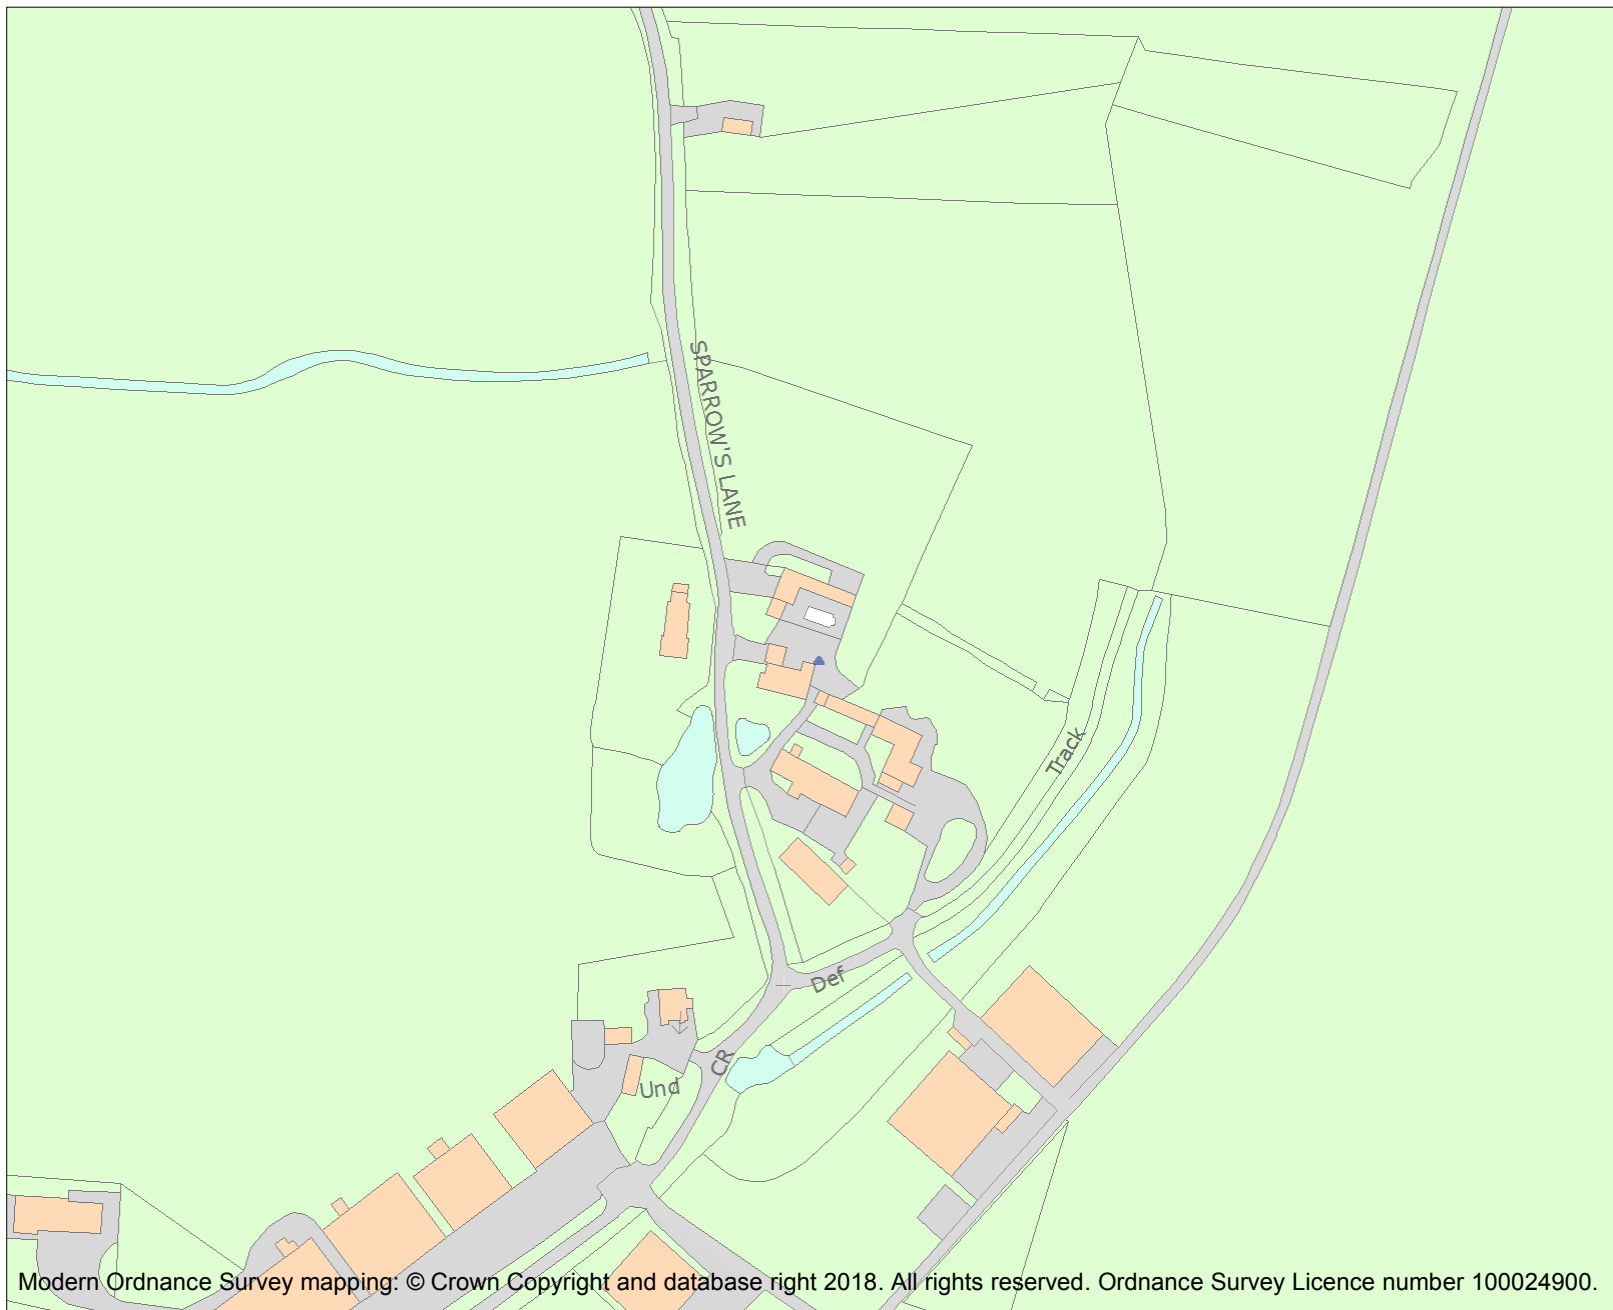 SPARROW'S LANE
Track
Def
CR
Und
Modern Ordnance Survey mapping: © Crown Copyright and database right 2018. All rights reserved. Ordnance Survey Licence number 100024900.